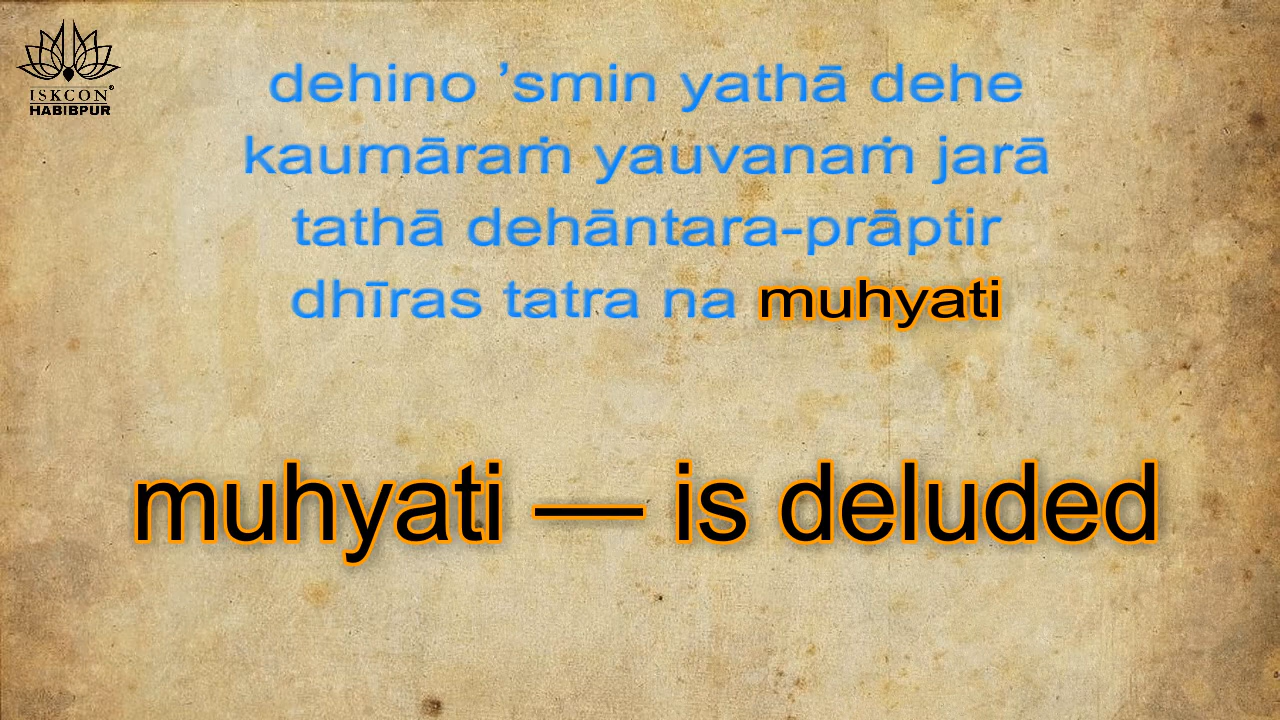 ISKCON®
HABIBPUR
dehino ’smin yathā dehe
kaumāraṁ yauvanaṁ jarā
tathā dehāntara-prāptir
dhīras tatra na muhyati
muhyati — is deluded